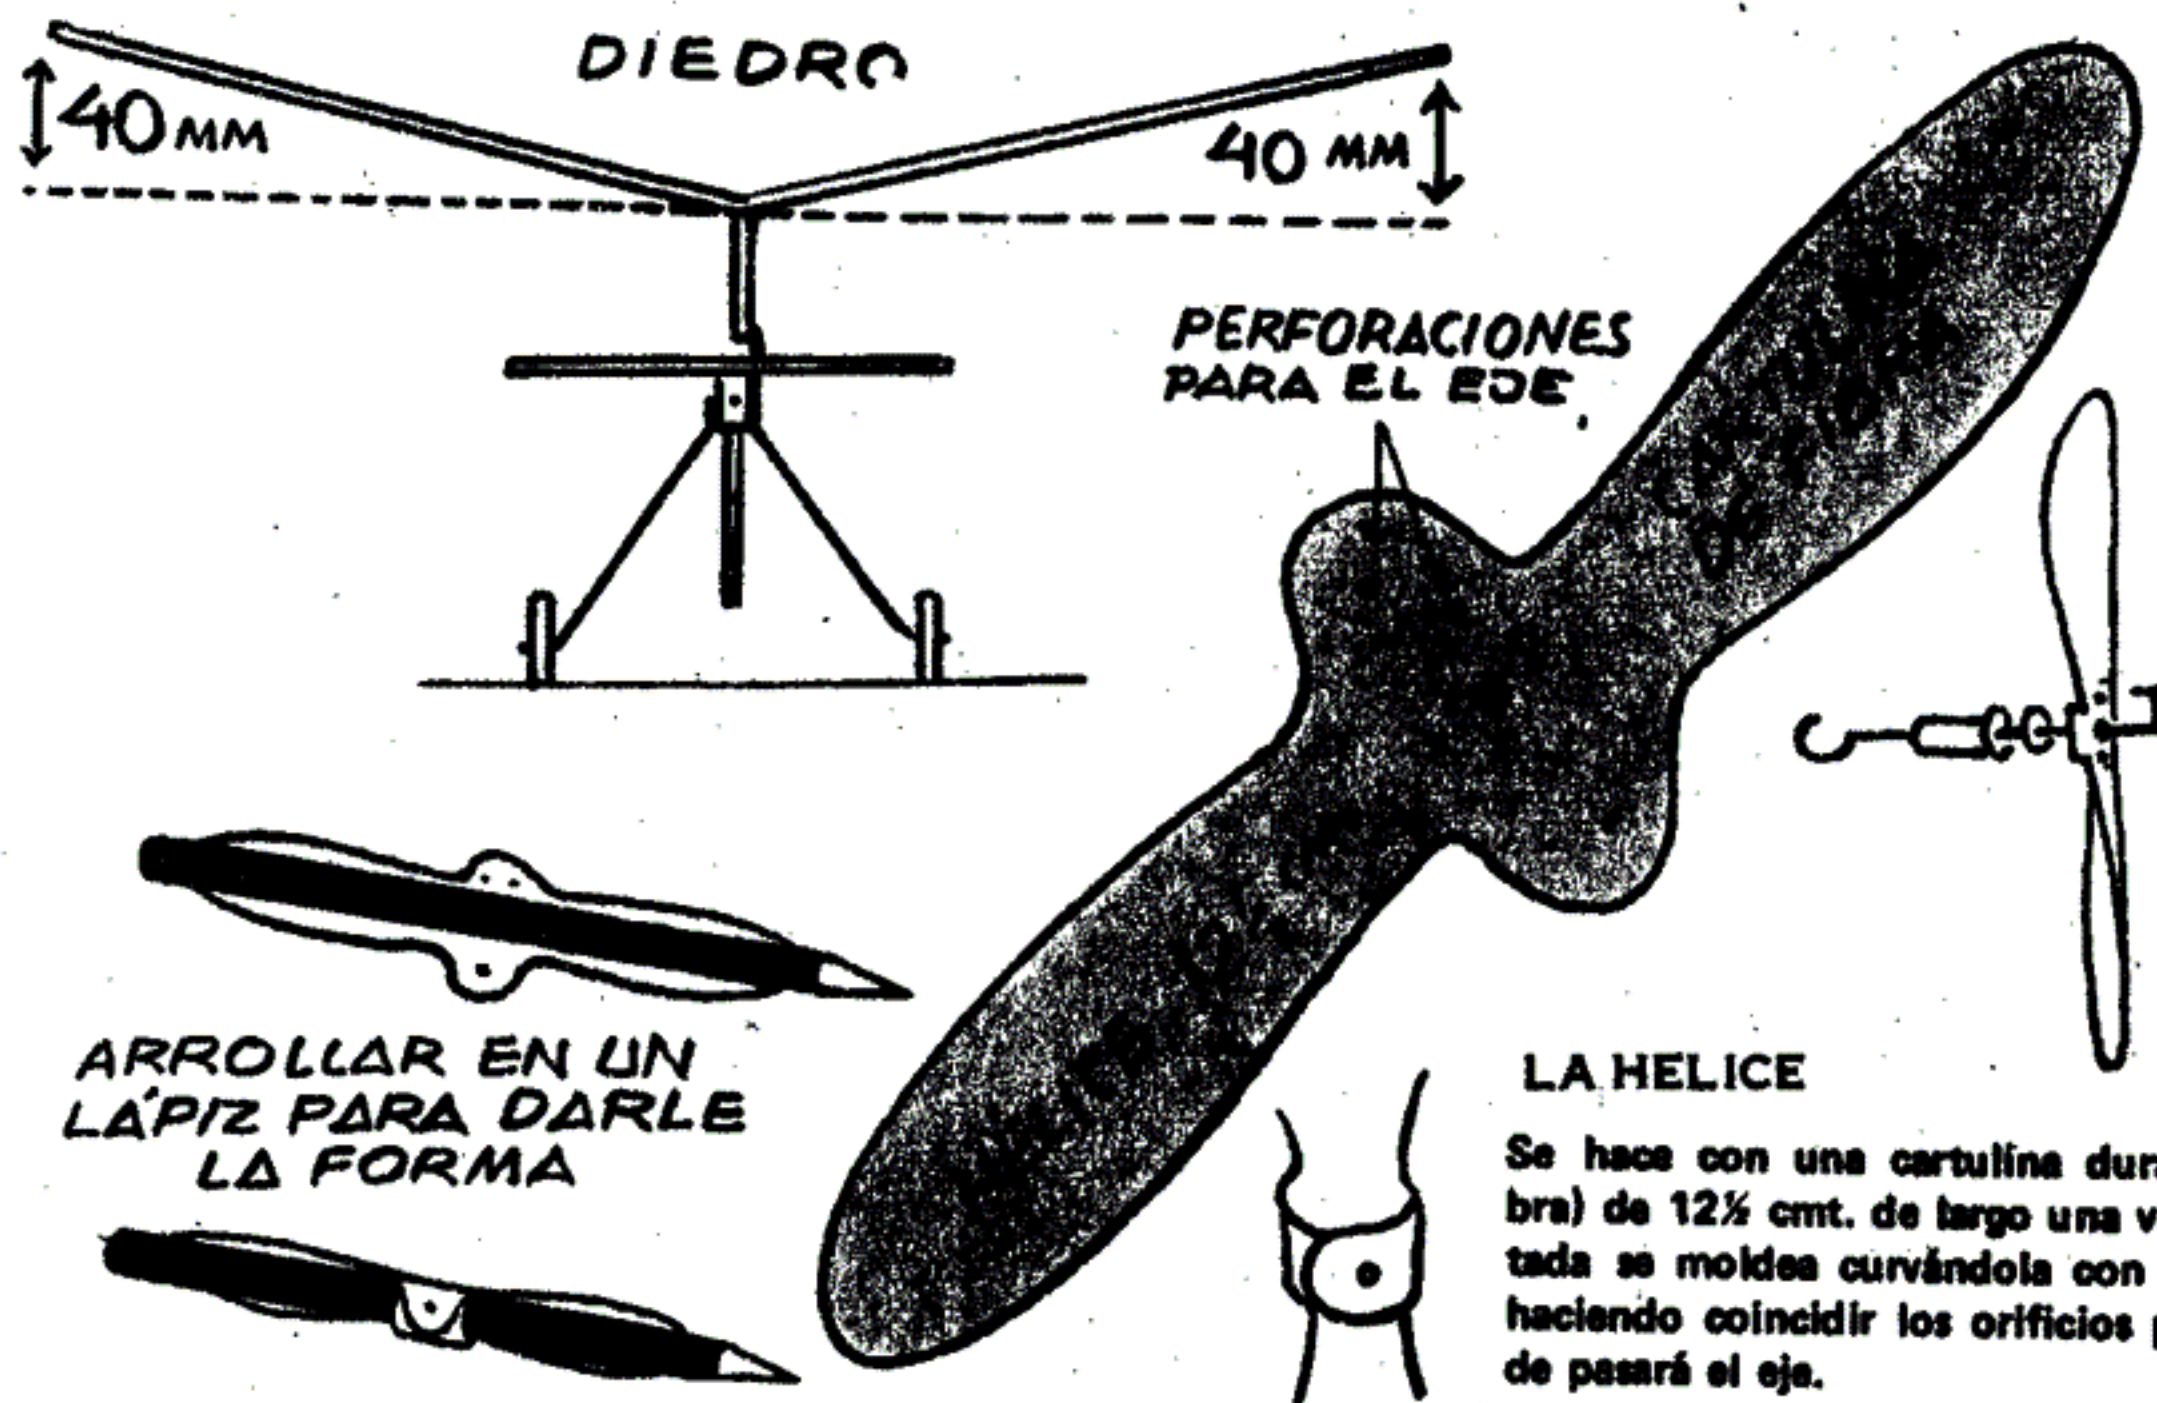 DIEDRO
40 MM
40 MM
PERFORACIONES
PARA EL EJE
ARROLLAR EN UN
LÁPIZ PARA DARLE
LA FORMA
LA HELICE
Se hace con una cartulina
bra) de 12½ cmt. de largo una
tada se moldea curvándola con
haciendo coincidir los orificios
de pasará el eje.